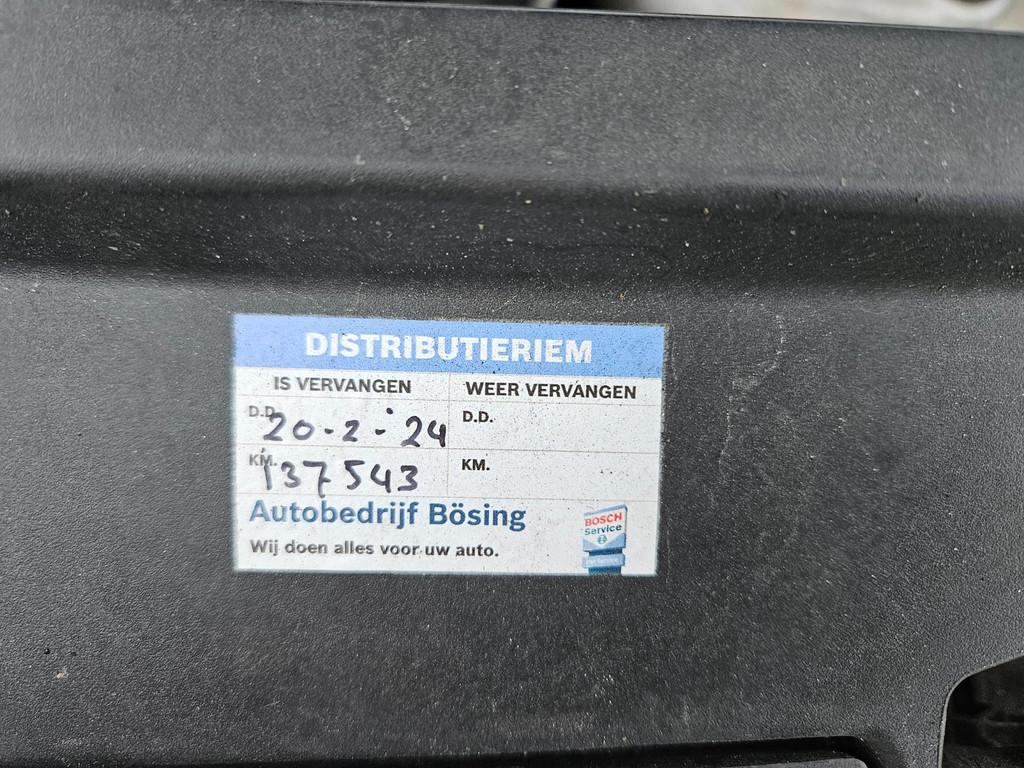 DISTRIBUTIERIEM
IS VERVANGEN WEER VERVANGEN
D.D. 20-2-24 D.D.
KM. 137543 KM.
Autobedrijf Bösing
Wij doen alles voor uw auto.
BOSCH
Service